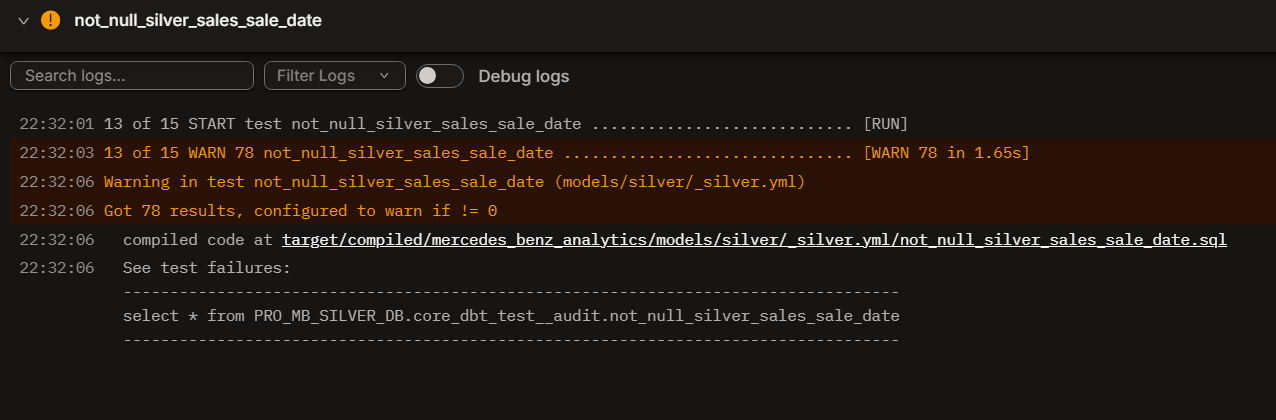 not_null_silver_sales_sale_date
Search logs...
Filter Logs
Debug logs
22:32:01 13 of 15 START test not_null_silver_sales_sale_date ............................ [RUN]
22:32:03 13 of 15 WARN 78 not_null_silver_sales_sale_date ............................... [WARN 78 in 1.65s]
22:32:06 Warning in test not_null_silver_sales_sale_date (models/silver/_silver.yml)
22:32:06 Got 78 results, configured to warn if != 0
22:32:06   compiled code at target/compiled/mercedes_benz_analytics/models/silver/_silver.yml/not_null_silver_sales_sale_date.sql
22:32:06   See test failures:
-----------------------------------------------------------------------------------
select * from PRO_MB_SILVER_DB.core_dbt_test__audit.not_null_silver_sales_sale_date
-----------------------------------------------------------------------------------